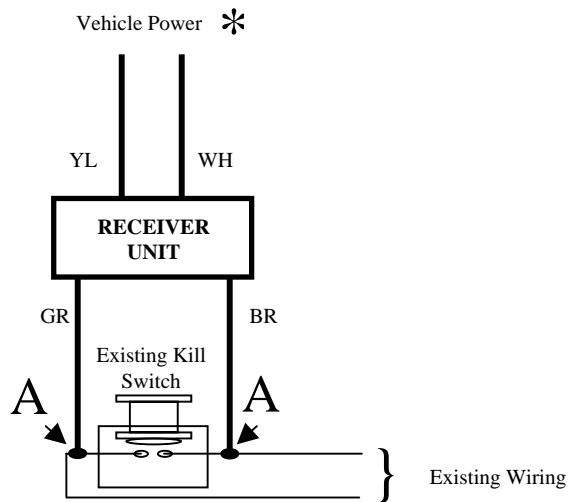 Vehicle Power *
YL WH
RECEIVER
UNIT
GR BR
Existing Kill
Switch
A A
} Existing Wiring